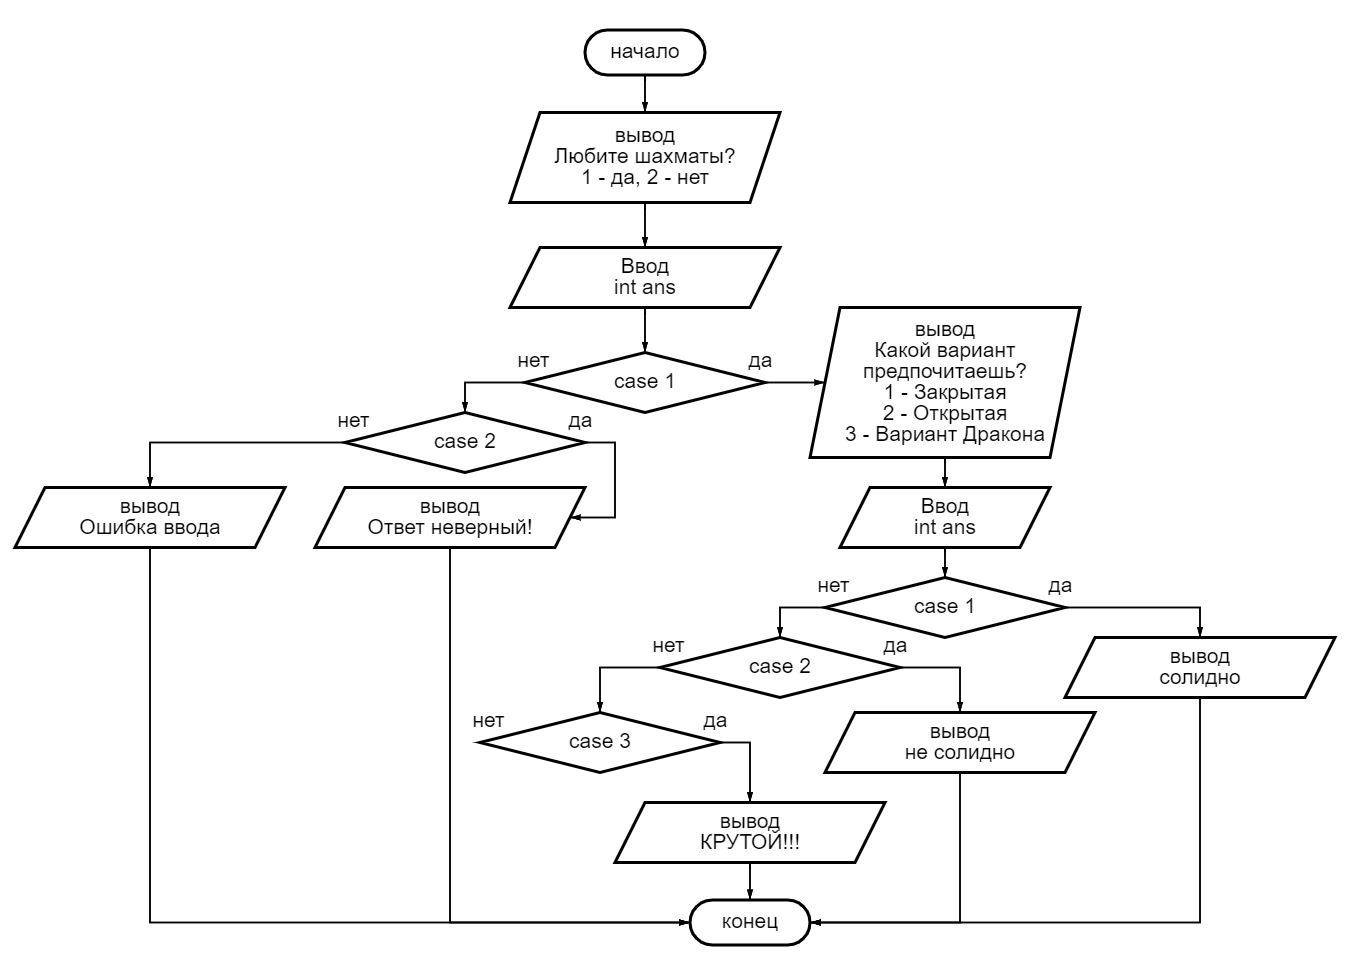 начало
вывод
Любите шахматы?
1 - да, 2 - нет
Ввод
int ans
нет
да
case 1
вывод
Какой вариант
предпочитаешь?
1 - Закрытая
2 - Открытая
3 - Вариант Дракона
нет
да
case 2
вывод
Ошибка ввода
вывод
Ответ неверный!
Ввод
int ans
нет
да
case 1
нет
да
case 2
вывод
солидно
нет
да
case 3
вывод
не солидно
вывод
КРУТОЙ!!!
конец